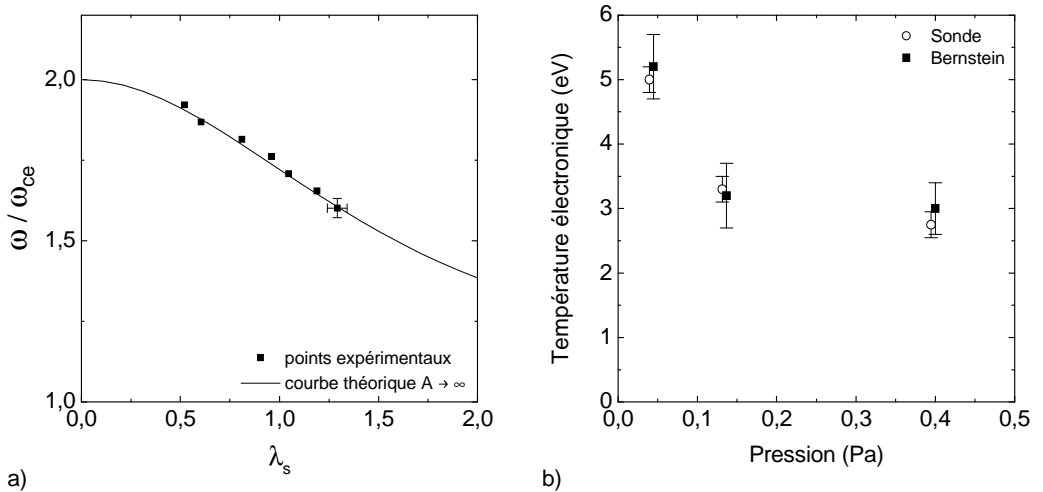 2,0
1,5
1,0
ω / ωce
0,0 0,5 1,0 1,5 2,0
λs
points expérimentaux
courbe théorique A → ∞
a)
6
5
4
3
2
1
0
Température électronique (eV)
Sonde
Bernstein
0,0 0,1 0,2 0,3 0,4 0,5
Pression (Pa)
b)